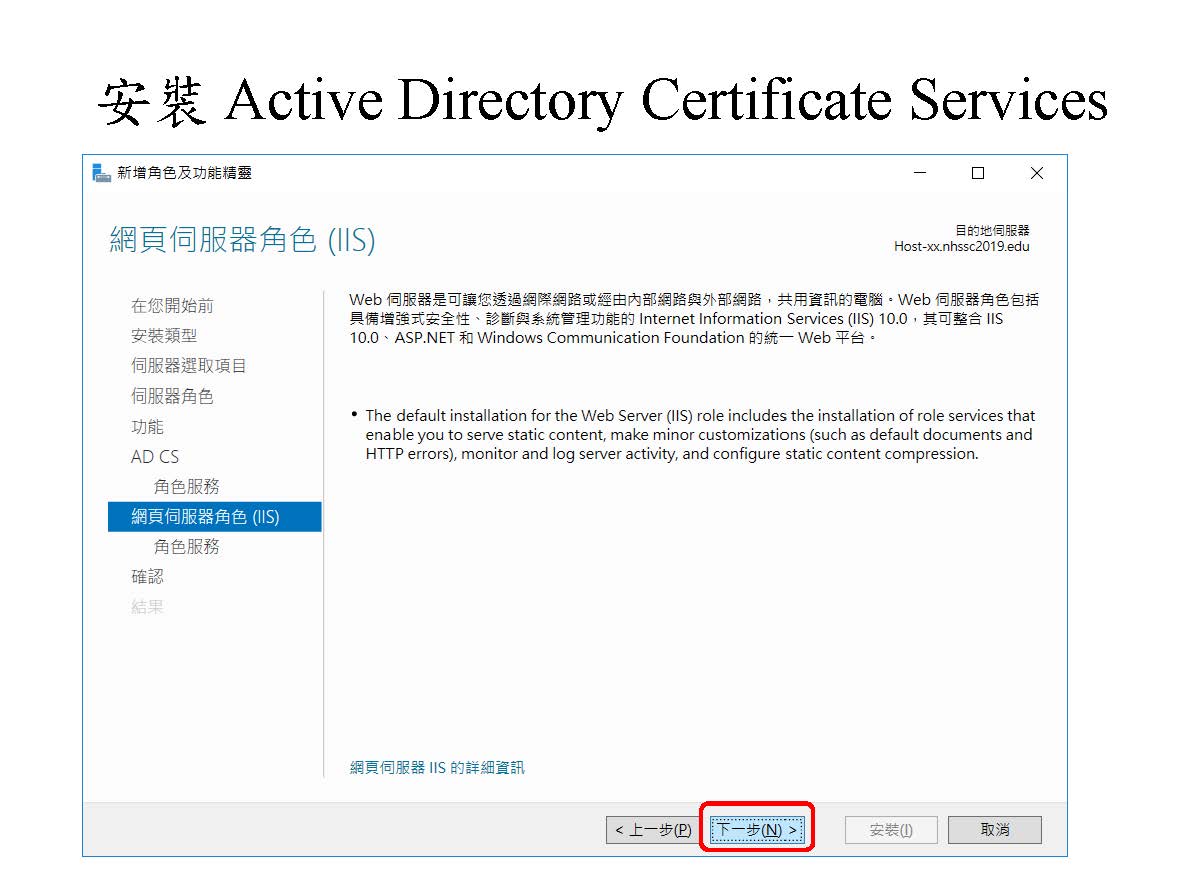 安裝 Active Directory Certificate Services
新增角色及功能精靈
網頁伺服器角色 (IIS)
目的地伺服器
Host-xx.nhssc2019.edu
在您開始前
安裝類型
伺服器選取項目
伺服器角色
功能
AD CS
角色服務
網頁伺服器角色 (IIS)
角色服務
確認
結果
Web 伺服器是可讓您透過網際網路或經由內部網路與外部網路，共用資訊的電腦。Web 伺服器角色包括
具備增強式安全性、診斷與系統管理功能的 Internet Information Services (IIS) 10.0，其可整合 IIS
10.0、ASP.NET 和 Windows Communication Foundation 的統一 Web 平台。
• The default installation for the Web Server (IIS) role includes the installation of role services that
enable you to serve static content, make minor customizations (such as default documents and
HTTP errors), monitor and log server activity, and configure static content compression.
網頁伺服器 IIS 的詳細資訊
< 上一步(P)
下一步(N) >
安裝(I)
取消